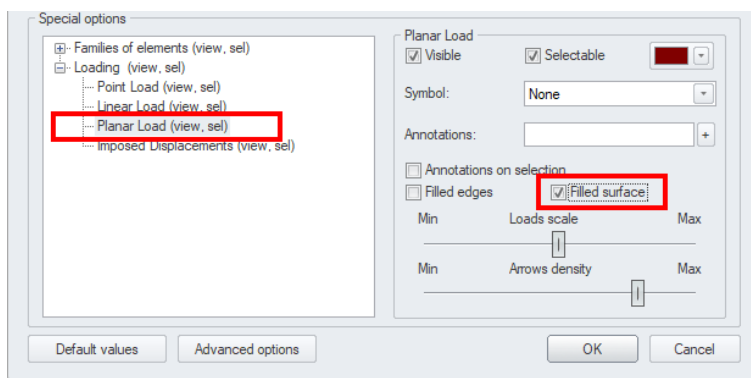 Special options
Families of elements (view, sel)
Loading (view, sel)
Point Load (view, sel)
Linear Load (view, sel)
Planar Load (view, sel)
Imposed Displacements (view, sel)
Planar Load
Visible
Selectable
Symbol:
None
Annotations:
+
Annotations on selection
Filled edges
Filled surface
Min Loads scale Max
Min Arrows density Max
Default values
Advanced options
OK
Cancel